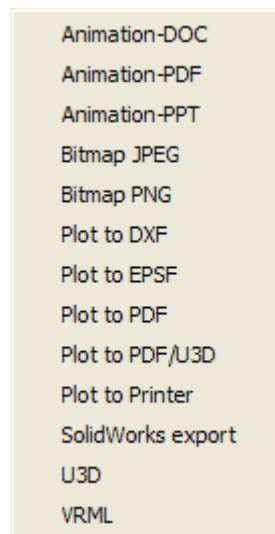 Animation-DOC
Animation-PDF
Animation-PPT
Bitmap JPEG
Bitmap PNG
Plot to DXF
Plot to EPSF
Plot to PDF
Plot to PDF/U3D
Plot to Printer
SolidWorks export
U3D
VRML